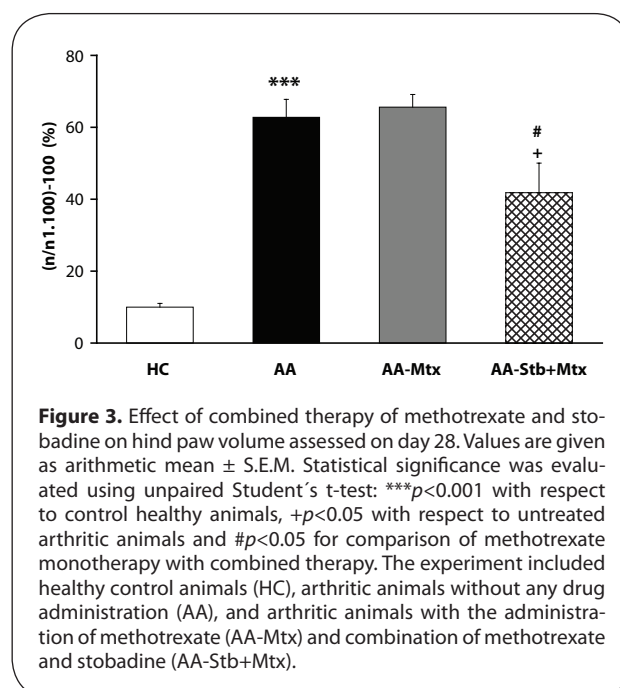 80
60
40
20
0
(n/n1.100)-100 (%)
***
#
+
HC AA AA-Mtx AA-Stb+Mtx
Figure 3. Effect of combined therapy of methotrexate and sto-
badine on hind paw volume assessed on day 28. Values are given
as arithmetic mean ± S.E.M. Statistical significance was evalu-
ated using unpaired Student´s t-test: ***p<0.001 with respect
to control healthy animals, +p<0.05 with respect to untreated
arthritic animals and #p<0.05 for comparison of methotrexate
monotherapy with combined therapy. The experiment included
healthy control animals (HC), arthritic animals without any drug
administration (AA), and arthritic animals with the administra-
tion of methotrexate (AA-Mtx) and combination of methotrexate
and stobadine (AA-Stb+Mtx).